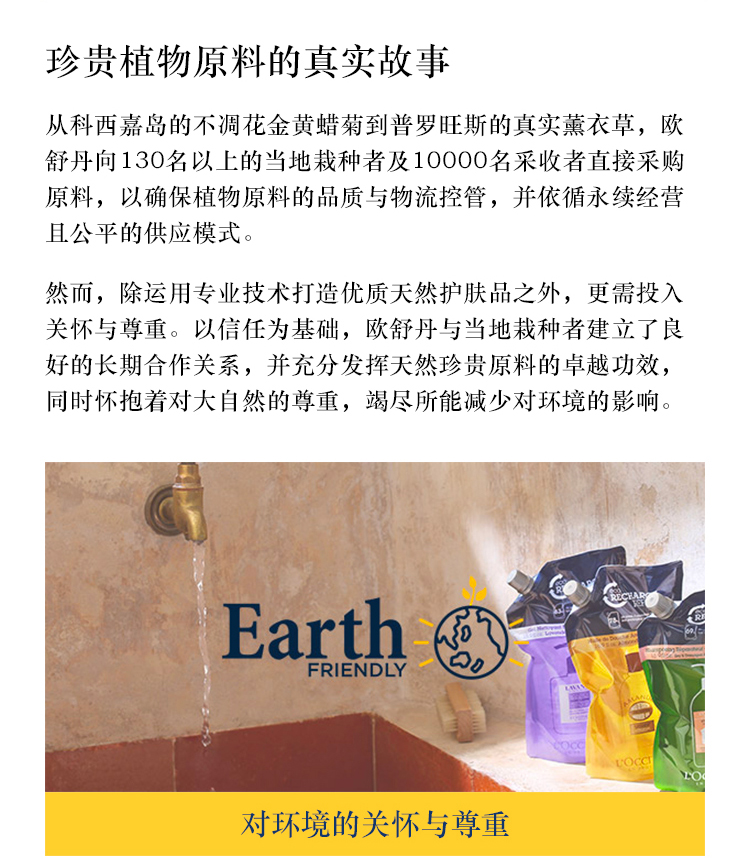 珍贵植物原料的真实故事
从科西嘉岛的不凋花金黄蜡菊到普罗旺斯的真实薰衣草，欧
舒丹向130名以上的当地栽种者及10000名采收者直接采购
原料，以确保植物原料的品质与物流控管，并依循永续经营
且公平的供应模式。
然而，除运用专业技术打造优质天然护肤品之外，更需投入
关怀与尊重。以信任为基础，欧舒丹与当地栽种者建立了良
好的长期合作关系，并充分发挥天然珍贵原料的卓越功效，
同时怀抱着对大自然的尊重，竭尽所能减少对环境的影响。
Earth
FRIENDLY
eco
RECHARGE
eco
RECHAR
L'OCCI
L'OC
对环境的关怀与尊重